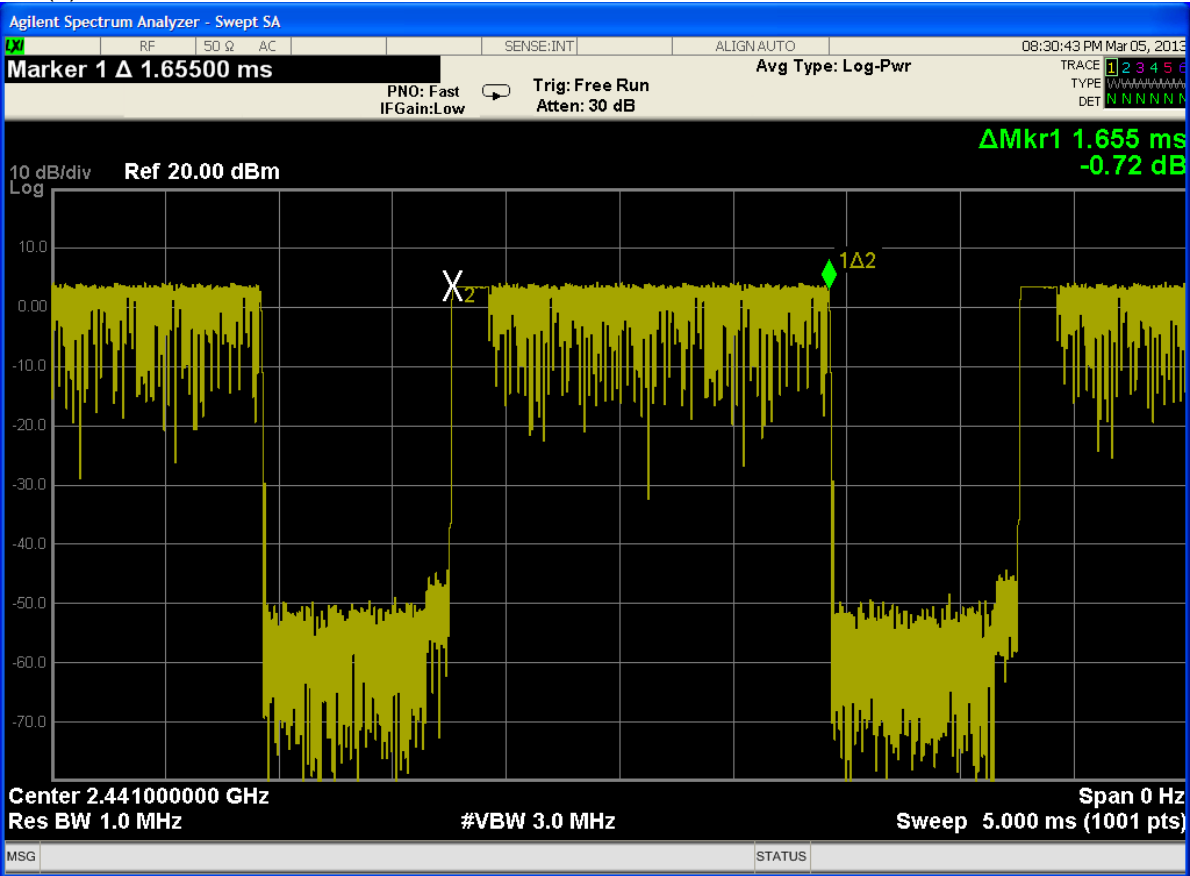 Agilent Spectrum Analyzer - Swept SA
LXI RF 50 Ω AC SENSE:INT ALIGN AUTO 08:30:43 PM Mar 05, 2013
Marker 1 Δ 1.65500 ms
PNO: Fast
IFGain:Low
Trig: Free Run
Atten: 30 dB
Avg Type: Log-Pwr
TRACE 1 2 3 4 5 6
TYPE
DET N N N N N N
ΔMkr1 1.655 ms
-0.72 dB
10 dB/div Ref 20.00 dBm
Log
10.0
1Δ2
X2
0.00
-10.0
-20.0
-30.0
-40.0
-50.0
-60.0
-70.0
Center 2.441000000 GHz Span 0 Hz
Res BW 1.0 MHz #VBW 3.0 MHz Sweep 5.000 ms (1001 pts)
MSG STATUS